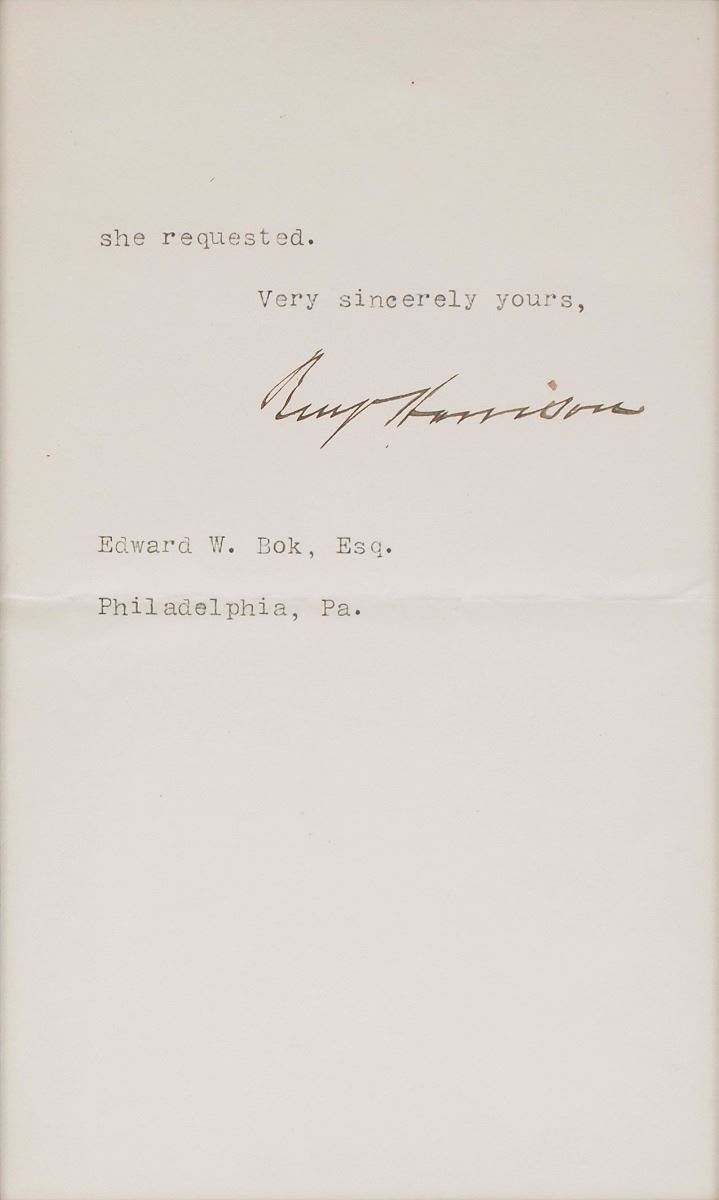 she requested.
Very sincerely yours,
Benj Harrison
Edward W. Bok, Esq.
Philadelphia, Pa.